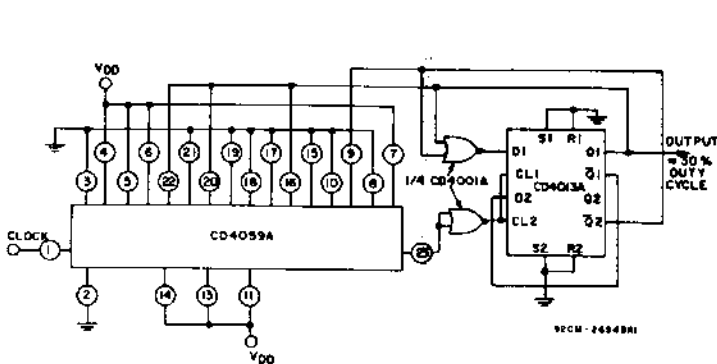 VDD
4 6 21 19 17 15 9 7
3 5 22 20 18 16 10 8
S1 R1
D1 Q1
OUTPUT
≈ 30 %
DUTY
CYCLE
CL1 Q̅1
1/4 CD4001A
CD4013A
D2 Q2
CL2 Q̅2
S2 R2
CLOCK 1
CD4059A
23
2 14 13 11
VDD